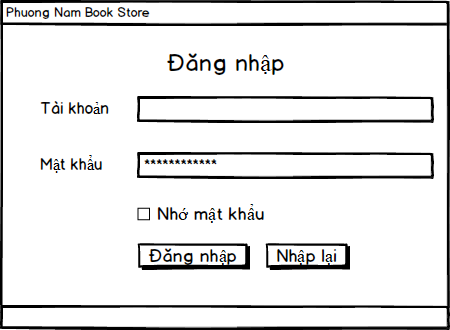 Phuong Nam Book Store
Đăng nhập
Tài khoản
Mật khẩu
************
Nhớ mật khẩu
Đăng nhập
Nhập lại